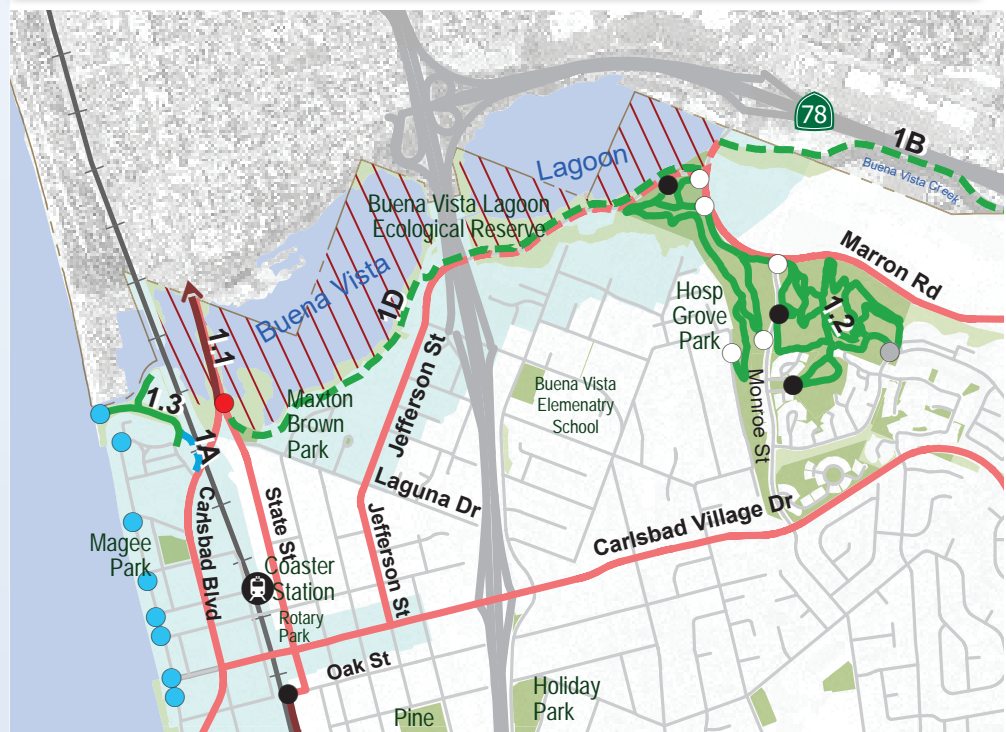 78
1B
Buena Vista Creek
Lagoon
Buena Vista Lagoon
Ecological Reserve
Buena Vista
1D
Marron Rd
1.1
1.2
Hosp
Grove
Park
Jefferson St
Monroe St
Buena Vista
Elemenatry
School
1.3
1A
Maxton
Brown
Park
Laguna Dr
Carlsbad Blvd
State St
Jefferson St
Carlsbad Village Dr
Magee
Park
Coaster
Station
Rotary
Park
Oak St
Holiday
Park
Pine